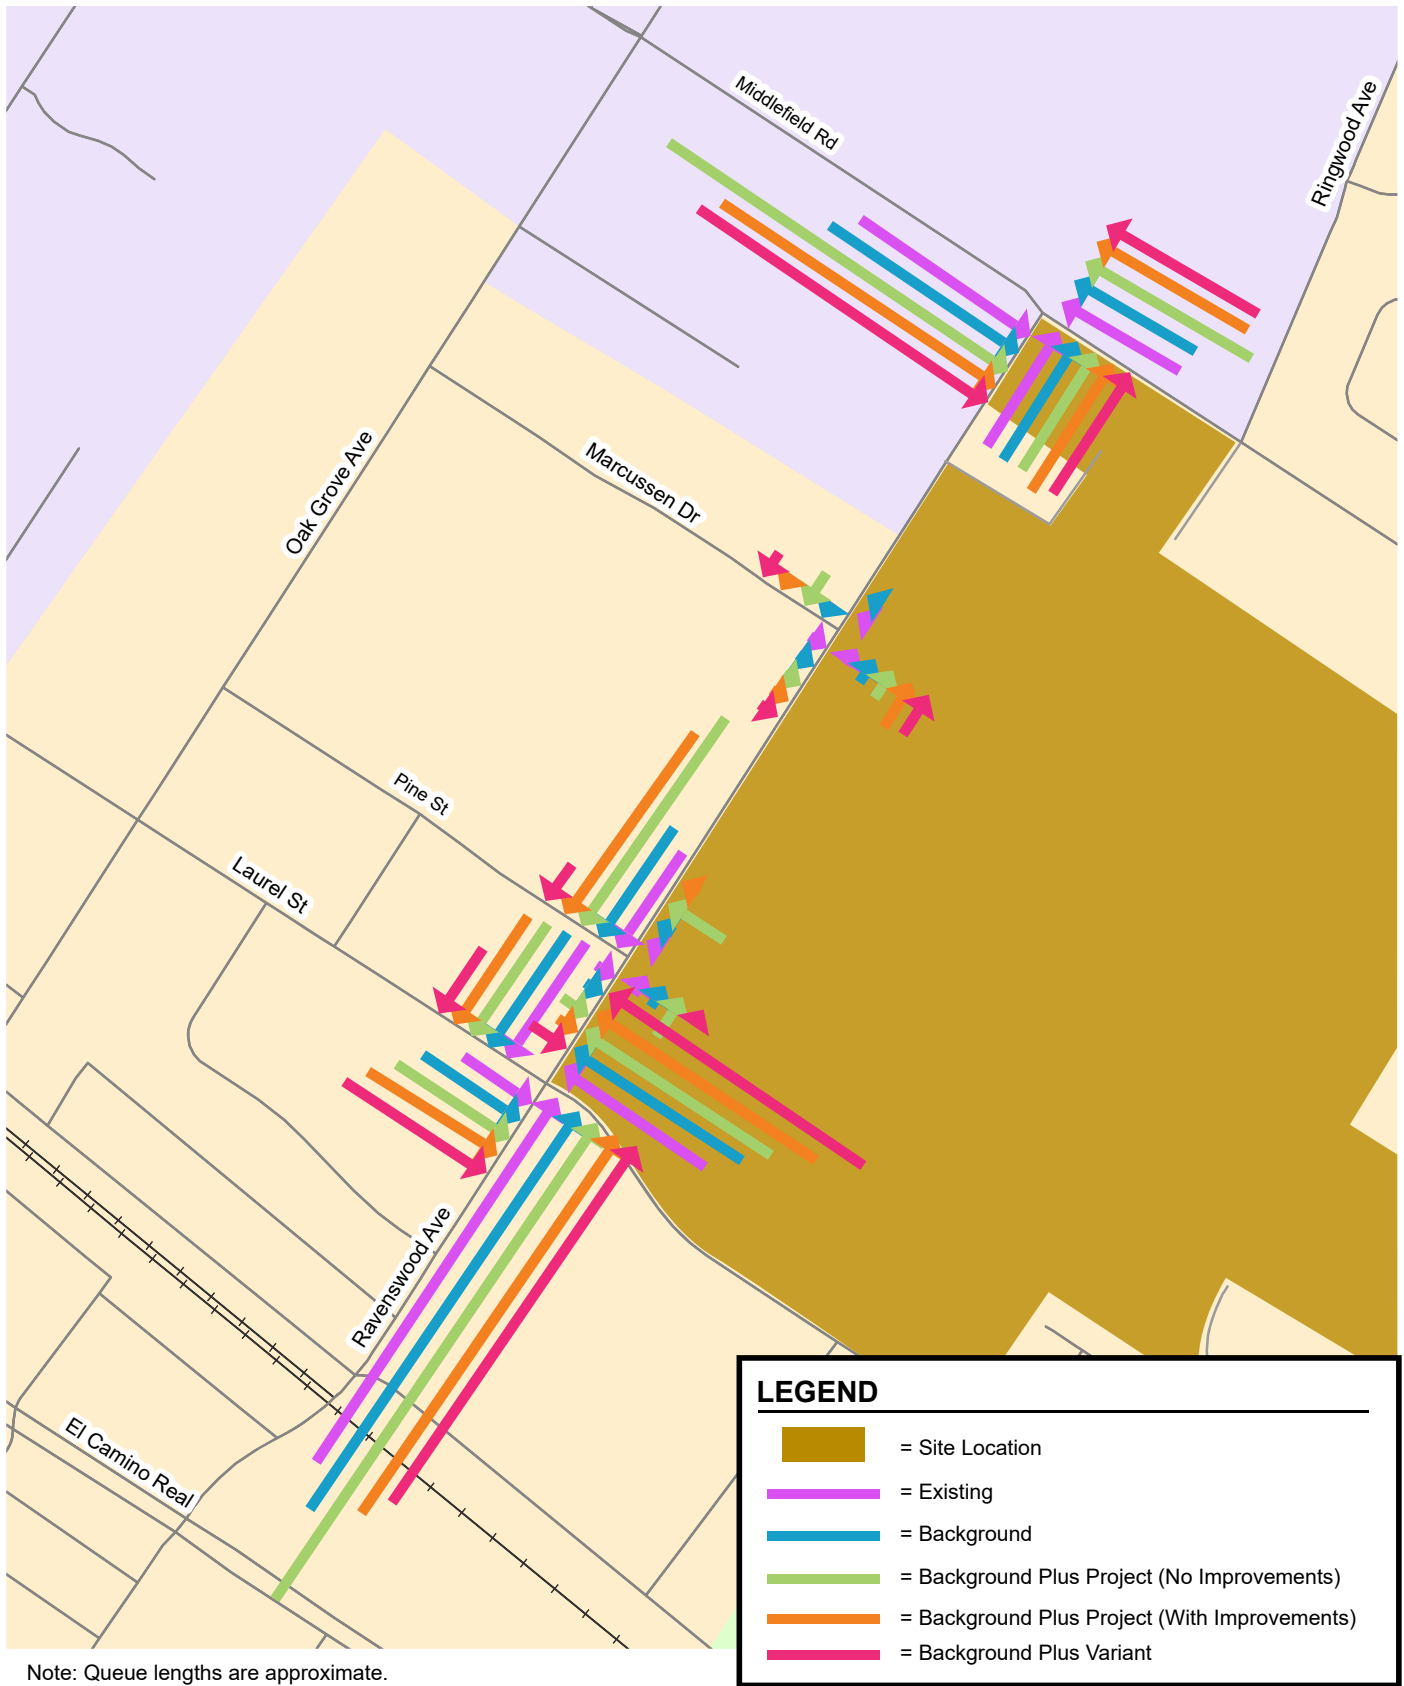 Middlefield Rd
Ringwood Ave
Oak Grove Ave
Marcussen Dr
Pine St
Laurel St
Ravenswood Ave
El Camino Real
LEGEND
= Site Location
= Existing
= Background
= Background Plus Project (No Improvements)
= Background Plus Project (With Improvements)
= Background Plus Variant
Note: Queue lengths are approximate.